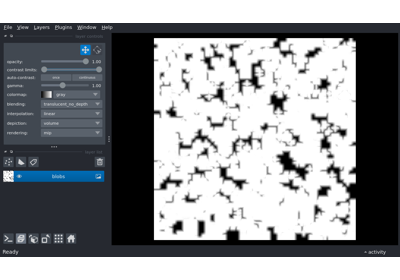 File View Layers Plugins Window Help
opacity: 1.00
contrast limits:
auto-contrast: once continuous
gamma: 1.00
colormap: gray
blending: translucent_no_depth
interpolation: linear
depiction: volume
rendering: mip
blobs
Ready
activity